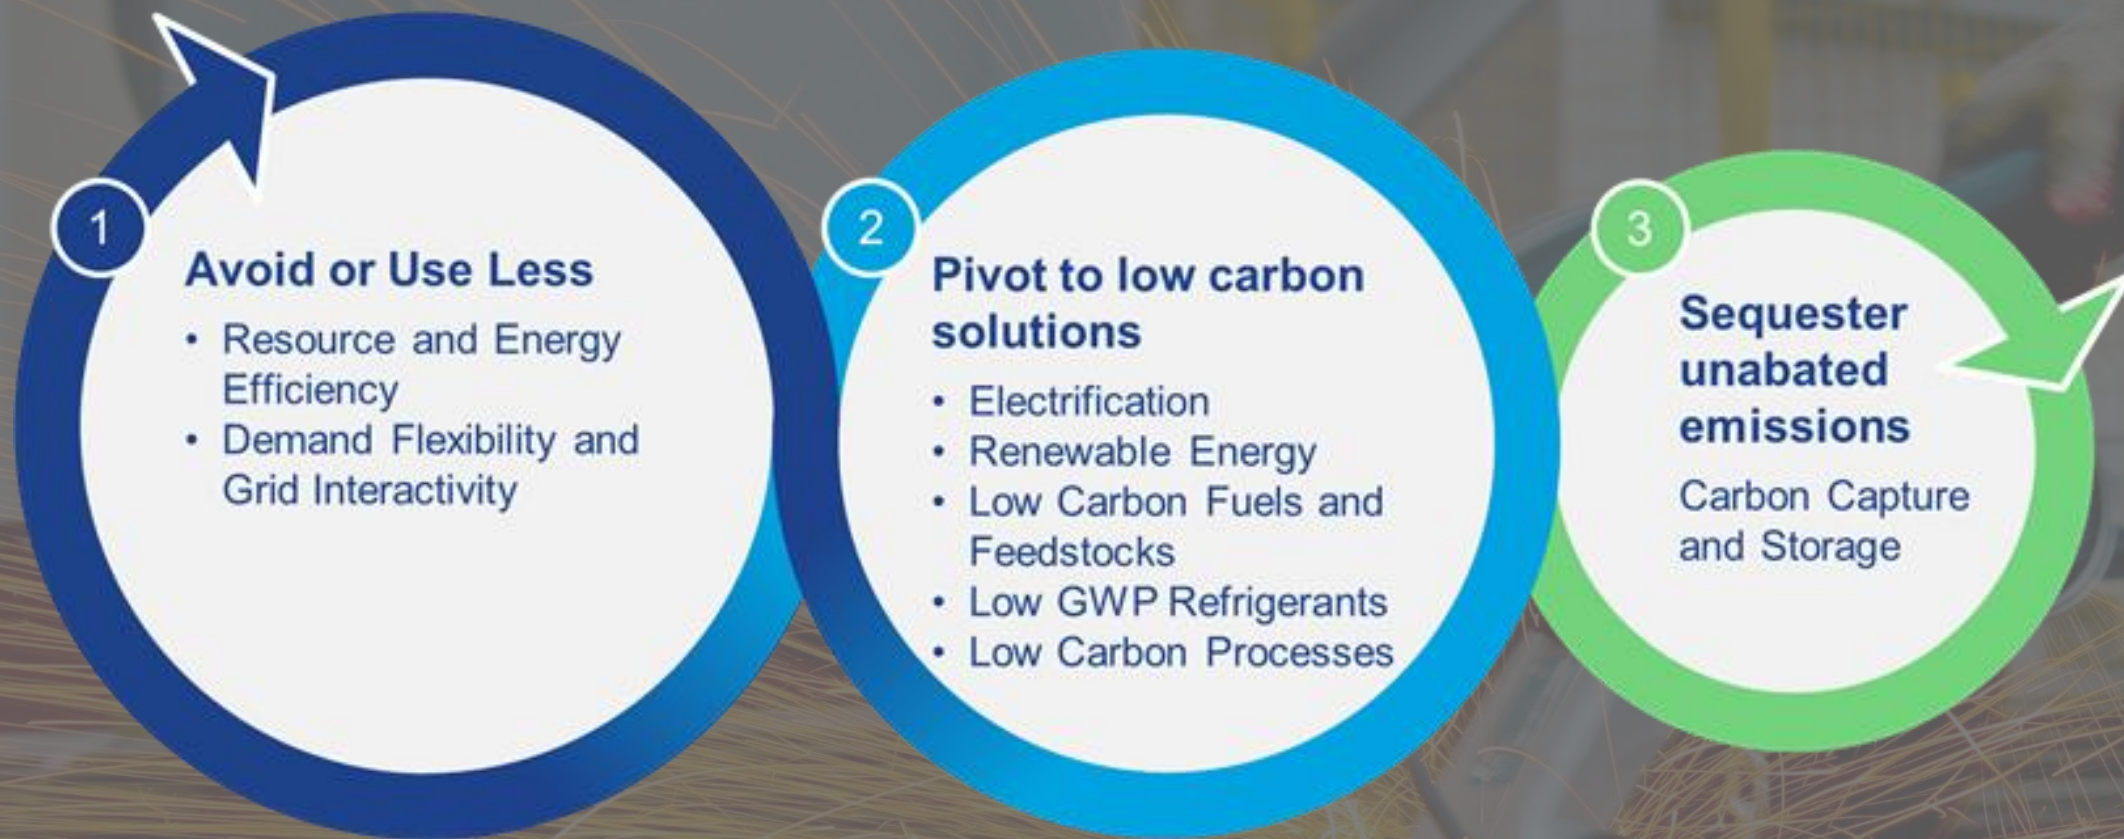 1
Avoid or Use Less
• Resource and Energy
Efficiency
• Demand Flexibility and
Grid Interactivity
2
Pivot to low carbon
solutions
• Electrification
• Renewable Energy
• Low Carbon Fuels and
Feedstocks
• Low GWP Refrigerants
• Low Carbon Processes
3
Sequester
unabated
emissions
Carbon Capture
and Storage